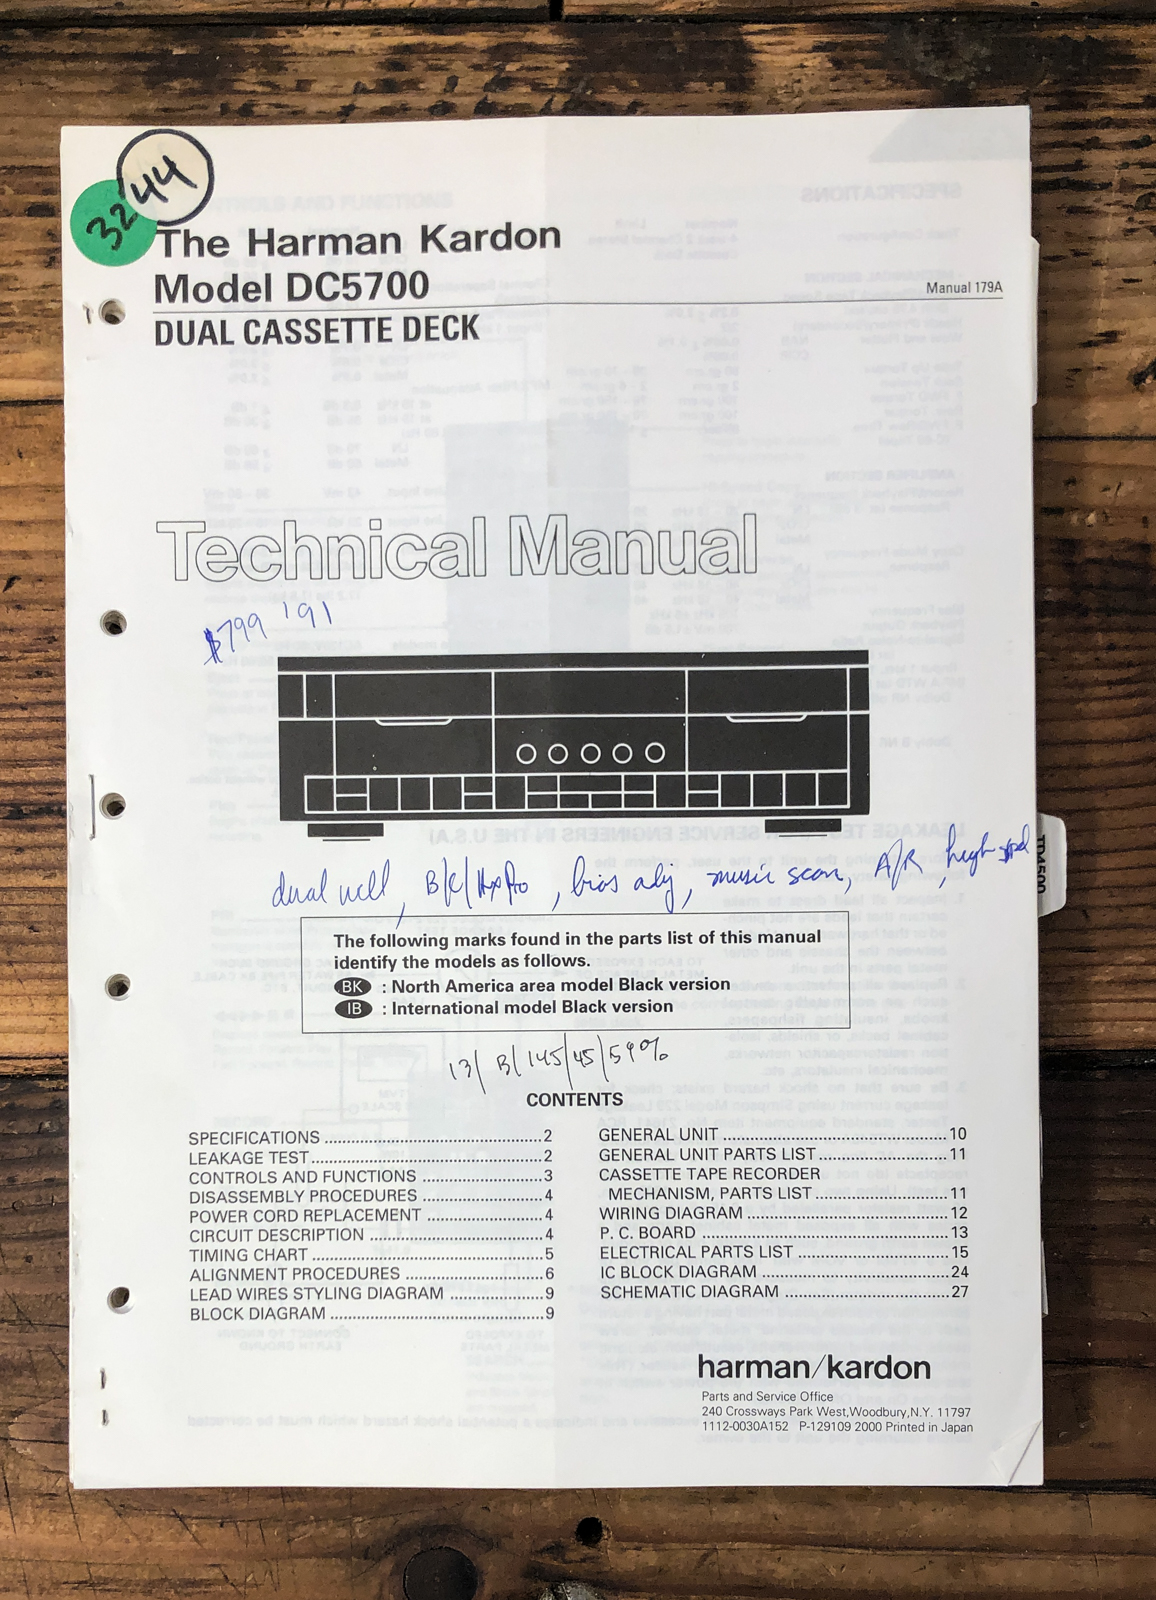 44
32
The Harman Kardon
Model DC5700
Manual 179A
DUAL CASSETTE DECK
Technical Manual
$799 '91
dual well, B/C/HxPro, bias adj, music scan, A/R, high spd
TD4500
The following marks found in the parts list of this manual
identify the models as follows.
BK : North America area model Black version
IB : International model Black version
13/ B/145/45/59%
CONTENTS
SPECIFICATIONS 2
LEAKAGE TEST 2
CONTROLS AND FUNCTIONS 3
DISASSEMBLY PROCEDURES 4
POWER CORD REPLACEMENT 4
CIRCUIT DESCRIPTION 4
TIMING CHART 5
ALIGNMENT PROCEDURES 6
LEAD WIRES STYLING DIAGRAM 9
BLOCK DIAGRAM 9
GENERAL UNIT 10
GENERAL UNIT PARTS LIST 11
CASSETTE TAPE RECORDER
MECHANISM, PARTS LIST 11
WIRING DIAGRAM 12
P. C. BOARD 13
ELECTRICAL PARTS LIST 15
IC BLOCK DIAGRAM 24
SCHEMATIC DIAGRAM 27
harman/kardon
Parts and Service Office
240 Crossways Park West,Woodbury,N.Y. 11797
1112-0030A152 P-129109 2000 Printed in Japan